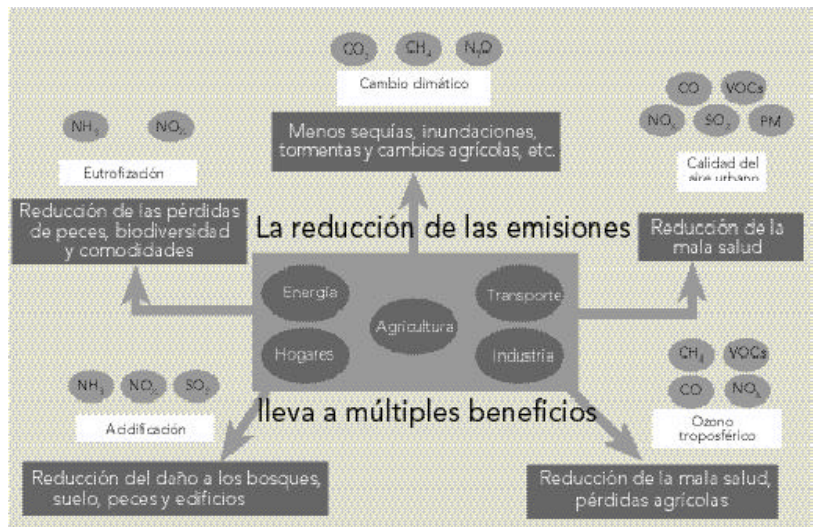 CO₂ CH₄ N₂O
Cambio climático
Menos sequías, inundaciones,
tormentas y cambios agrícolas, etc.
CO VOCs
NOₓ SO₂ PM
Calidad del
aire urbano
Reducción de la
mala salud
NH₃ NOₓ
Eutrofización
Reducción de las pérdidas
de peces, biodiversidad
y comodidades
La reducción de las emisiones
Energía
Transporte
Agricultura
Hogares
Industria
lleva a múltiples beneficios
NH₃ NOₓ SO₂
Acidificación
Reducción del daño a los bosques,
suelo, peces y edificios
CH₄ VOCs
CO NOₓ
Ozono
troposférico
Reducción de la mala salud,
pérdidas agrícolas